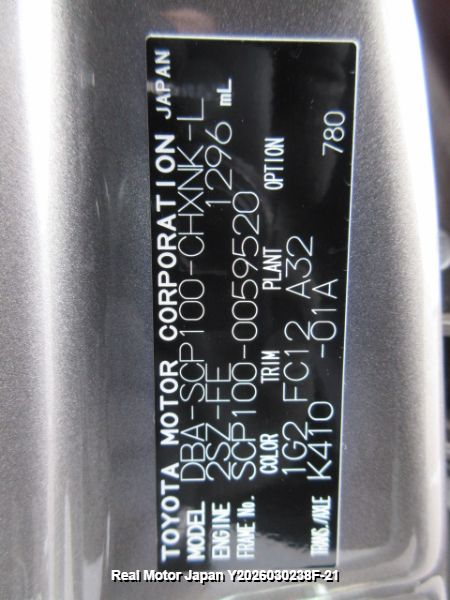 TOYOTA MOTOR CORPORATION JAPAN
MODEL DBA-SCP100-CHXNK-L
ENGINE 2SZ-FE 1296 mL
FRAME No. SCP100-0059520
COLOR TRIM PLANT OPTION
1G2 FC12 A32
TRANS./AXLE K410 -01A 780
Real Motor Japan Y2026030238F-21